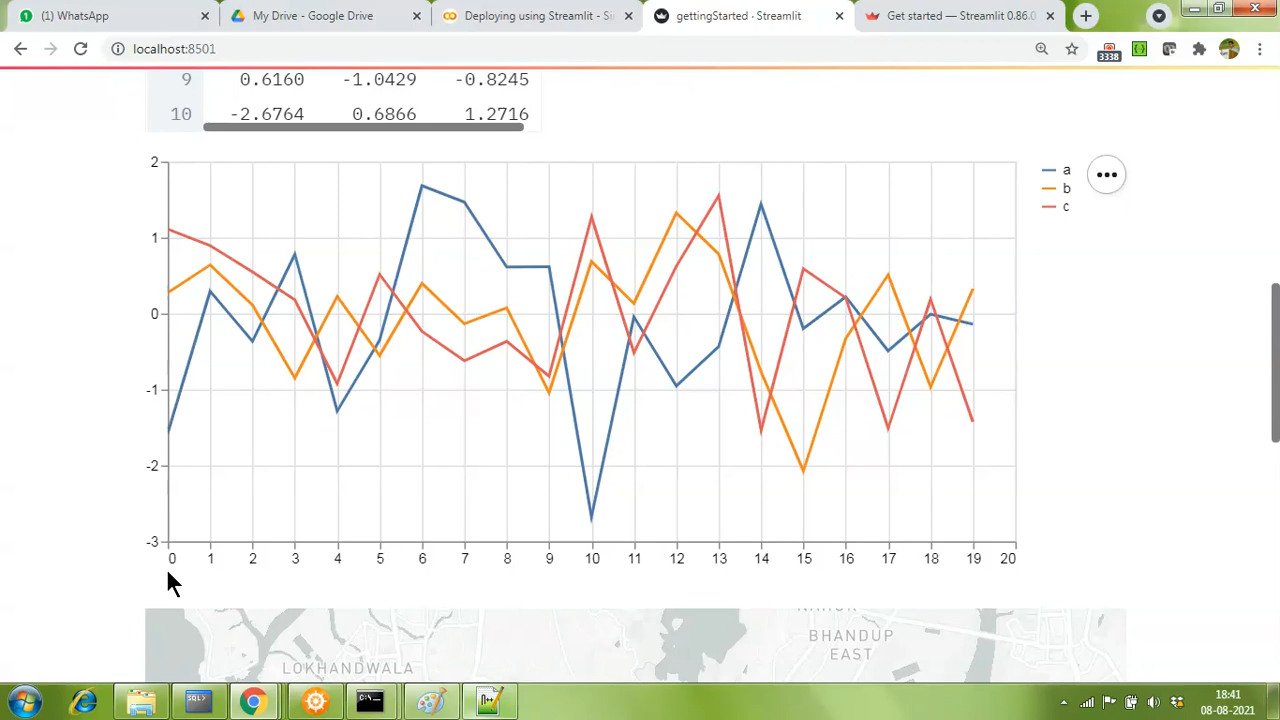 (1) WhatsApp
My Drive - Google Drive
Deploying using Streamlit - Si
gettingStarted · Streamlit
Get started — Streamlit 0.86.0
localhost:8501
3338
9 0.6160 -1.0429 -0.8245
10 -2.6764 0.6866 1.2716
2
1
0
-1
-2
-3
a
b
c
0 1 2 3 4 5 6 7 8 9 10 11 12 13 14 15 16 17 18 19 20
LOKHANDWALA
BHANDUP
EAST
18:41
08-08-2021